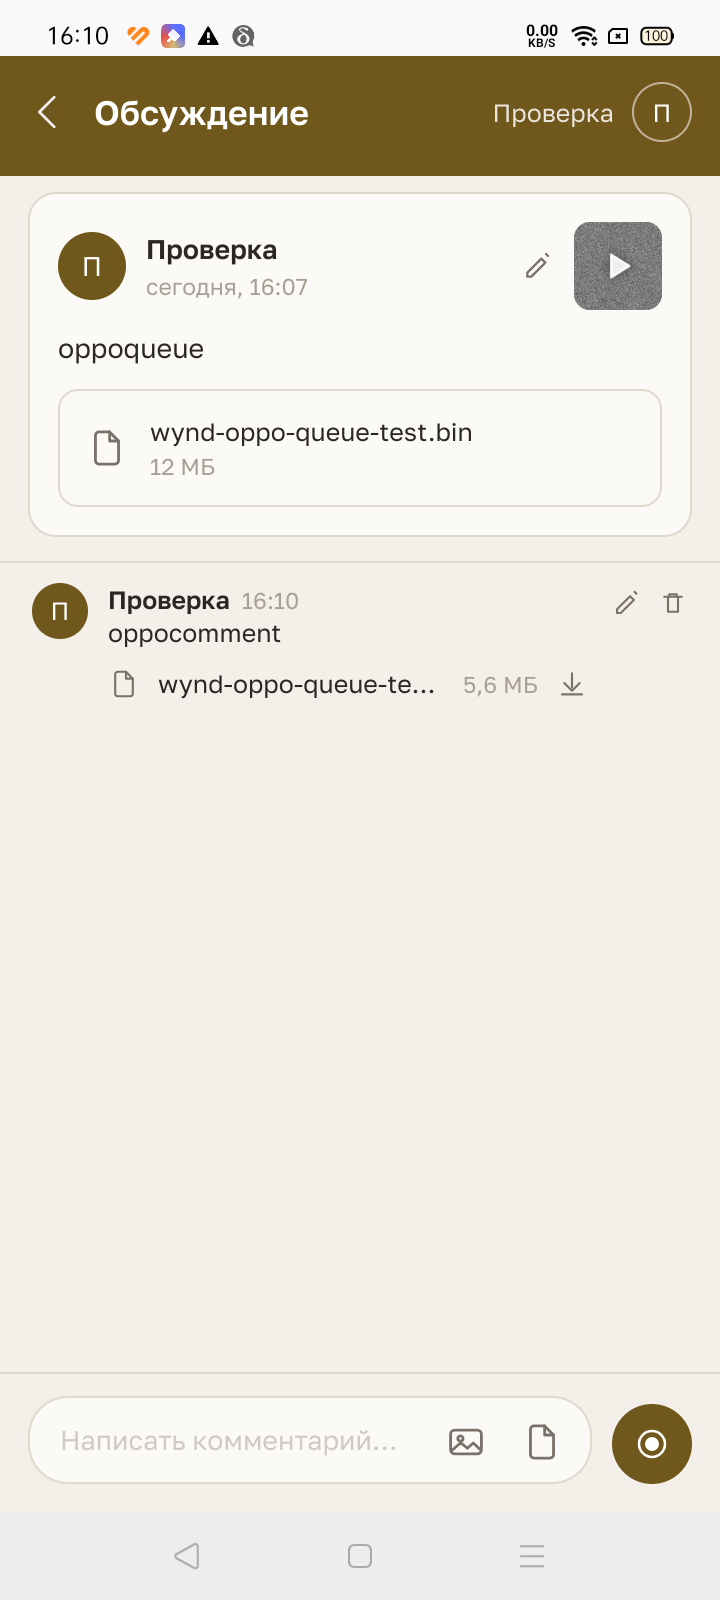 16:10
0.00 KB/S
100
Обсуждение
Проверка
П
П
Проверка
сегодня, 16:07
oppoqueue
wynd-oppo-queue-test.bin
12 МБ
П
Проверка 16:10
oppocomment
wynd-oppo-queue-te... 5,6 МБ
Написать комментарий...